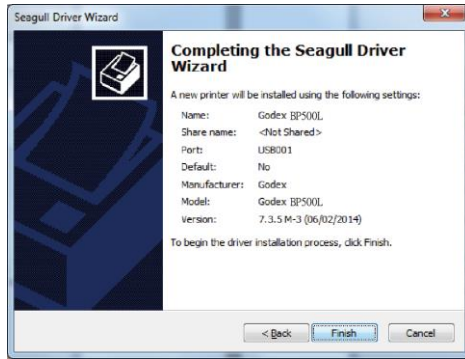 Seagull Driver Wizard
Completing the Seagull Driver
Wizard
A new printer will be installed using the following settings:
Name: Godex BP500L
Share name: <Not Shared>
Port: USB001
Default: No
Manufacturer: Godex
Model: Godex BP500L
Version: 7.3.5 M-3 (06/02/2014)
To begin the driver installation process, click Finish.
< Back Finish Cancel